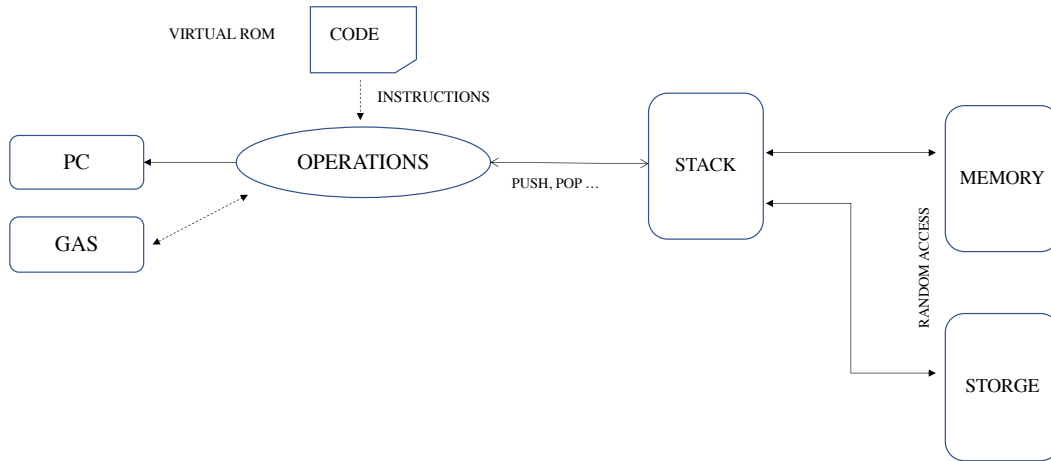 VIRTUAL ROM
CODE
INSTRUCTIONS
PC
OPERATIONS
STACK
PUSH, POP …
MEMORY
GAS
RANDOM ACCESS
STORGE